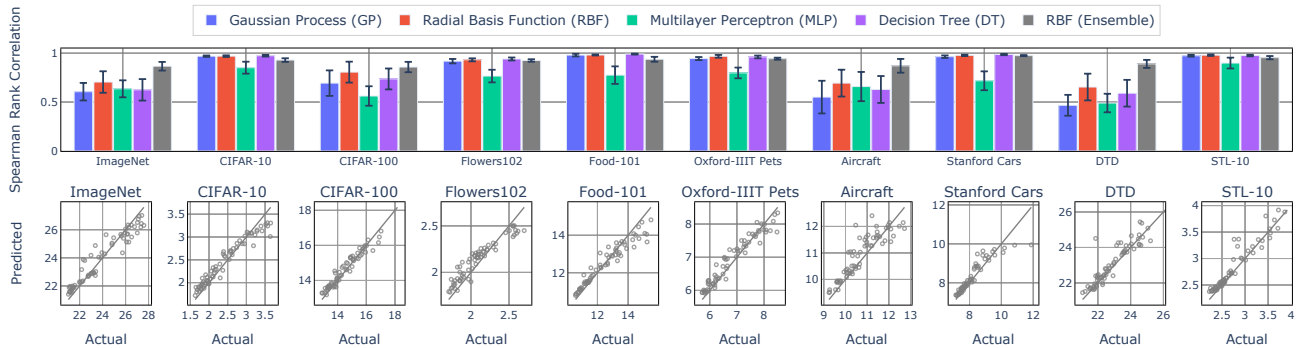 Gaussian Process (GP) Radial Basis Function (RBF) Multilayer Perceptron (MLP) Decision Tree (DT) RBF (Ensemble)
Spearman Rank Correlation
1
0.5
0
ImageNet CIFAR-10 CIFAR-100 Flowers102 Food-101 Oxford-IIIT Pets Aircraft Stanford Cars DTD STL-10
ImageNet CIFAR-10 CIFAR-100 Flowers102 Food-101 Oxford-IIIT Pets Aircraft Stanford Cars DTD STL-10
Predicted
26
24
22
22 24 26 28
3.5
3
2.5
2
1.5 2 2.5 3 3.5
18
16
14
14 16 18
2.5
2
2 2.5
14
12
12 14
8
7
6
6 7 8
12
11
10
9 10 11 12 13
12
10
8
8 10 12
26
24
22
22 24 26
4
3.5
3
2.5
2.5 3 3.5 4
Actual Actual Actual Actual Actual Actual Actual Actual Actual Actual